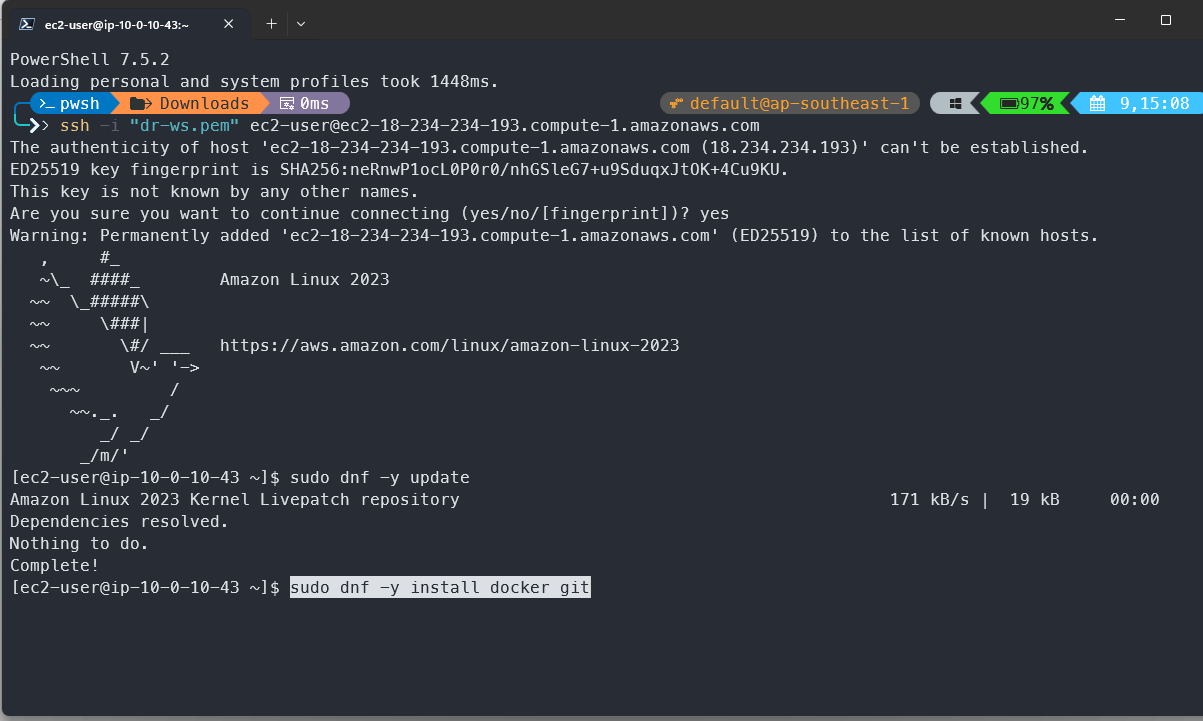 ec2-user@ip-10-0-10-43:~
PowerShell 7.5.2
Loading personal and system profiles took 1448ms.
pwsh Downloads 0ms default@ap-southeast-1 97% 9,15:08
ssh -i "dr-ws.pem" ec2-user@ec2-18-234-234-193.compute-1.amazonaws.com
The authenticity of host 'ec2-18-234-234-193.compute-1.amazonaws.com (18.234.234.193)' can't be established.
ED25519 key fingerprint is SHA256:neRnwP1ocL0P0r0/nhGSleG7+u9SduqxJtOK+4Cu9KU.
This key is not known by any other names.
Are you sure you want to continue connecting (yes/no/[fingerprint])? yes
Warning: Permanently added 'ec2-18-234-234-193.compute-1.amazonaws.com' (ED25519) to the list of known hosts.
   ,     #_
   ~\_  ####_        Amazon Linux 2023
  ~~  \_#####\
  ~~     \###|
  ~~       \#/ ___   https://aws.amazon.com/linux/amazon-linux-2023
   ~~       V~' '->
    ~~~         /
      ~~._.   _/
         _/ _/
       _/m/'
[ec2-user@ip-10-0-10-43 ~]$ sudo dnf -y update
Amazon Linux 2023 Kernel Livepatch repository 171 kB/s | 19 kB 00:00
Dependencies resolved.
Nothing to do.
Complete!
[ec2-user@ip-10-0-10-43 ~]$ sudo dnf -y install docker git